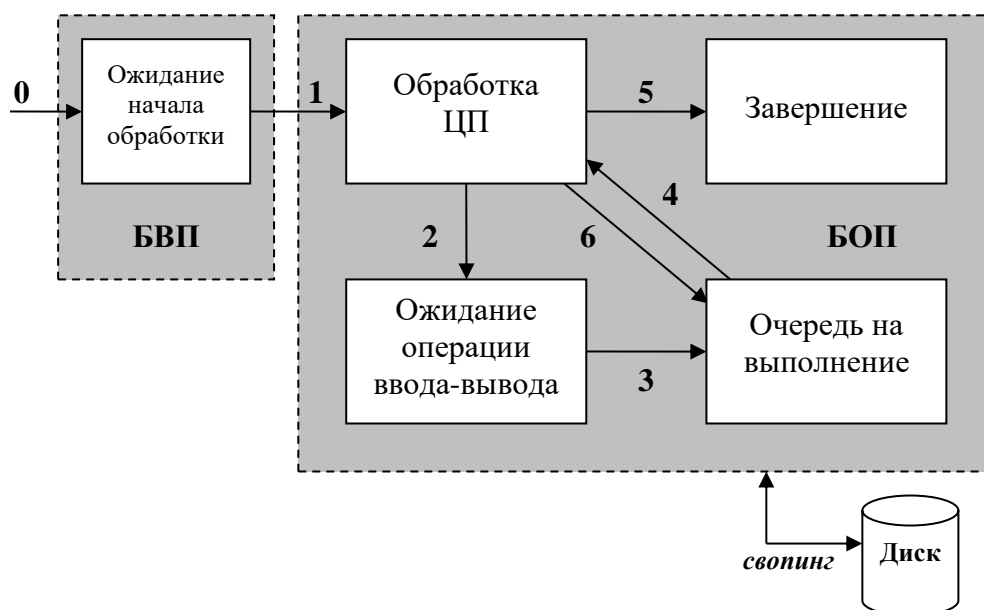 0
Ожидание
начала
обработки
БВП
1
Обработка
ЦП
5
Завершение
2
6
4
БОП
Ожидание
операции
ввода-вывода
3
Очередь на
выполнение
свопинг
Диск